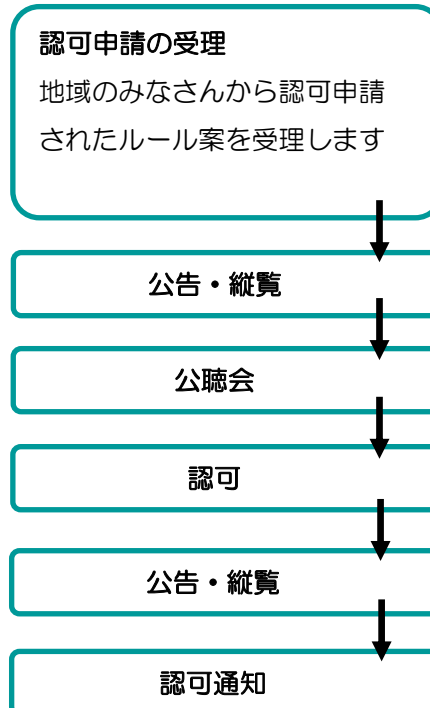 認可申請の受理
地域のみなさんから認可申請
されたルール案を受理します
公告・縦覧
公聴会
認可
公告・縦覧
認可通知